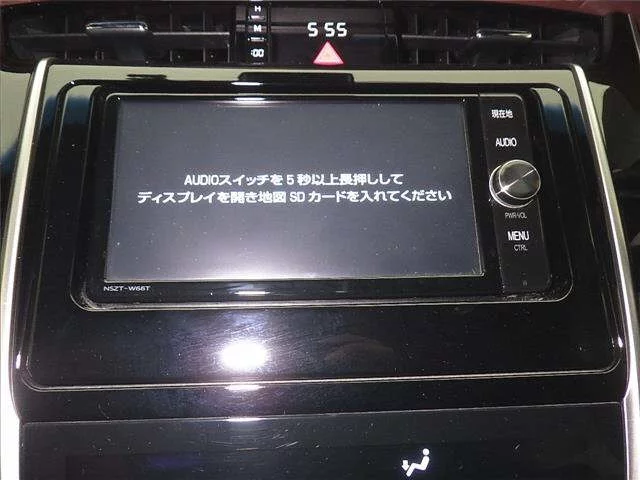 H
M
:00
5:55
現在地
AUDIO
AUDIOスイッチを5秒以上長押しして
ディスプレイを開き地図SDカードを入れてください
PWR·VOL
MENU
CTRL
NSZT-W66T